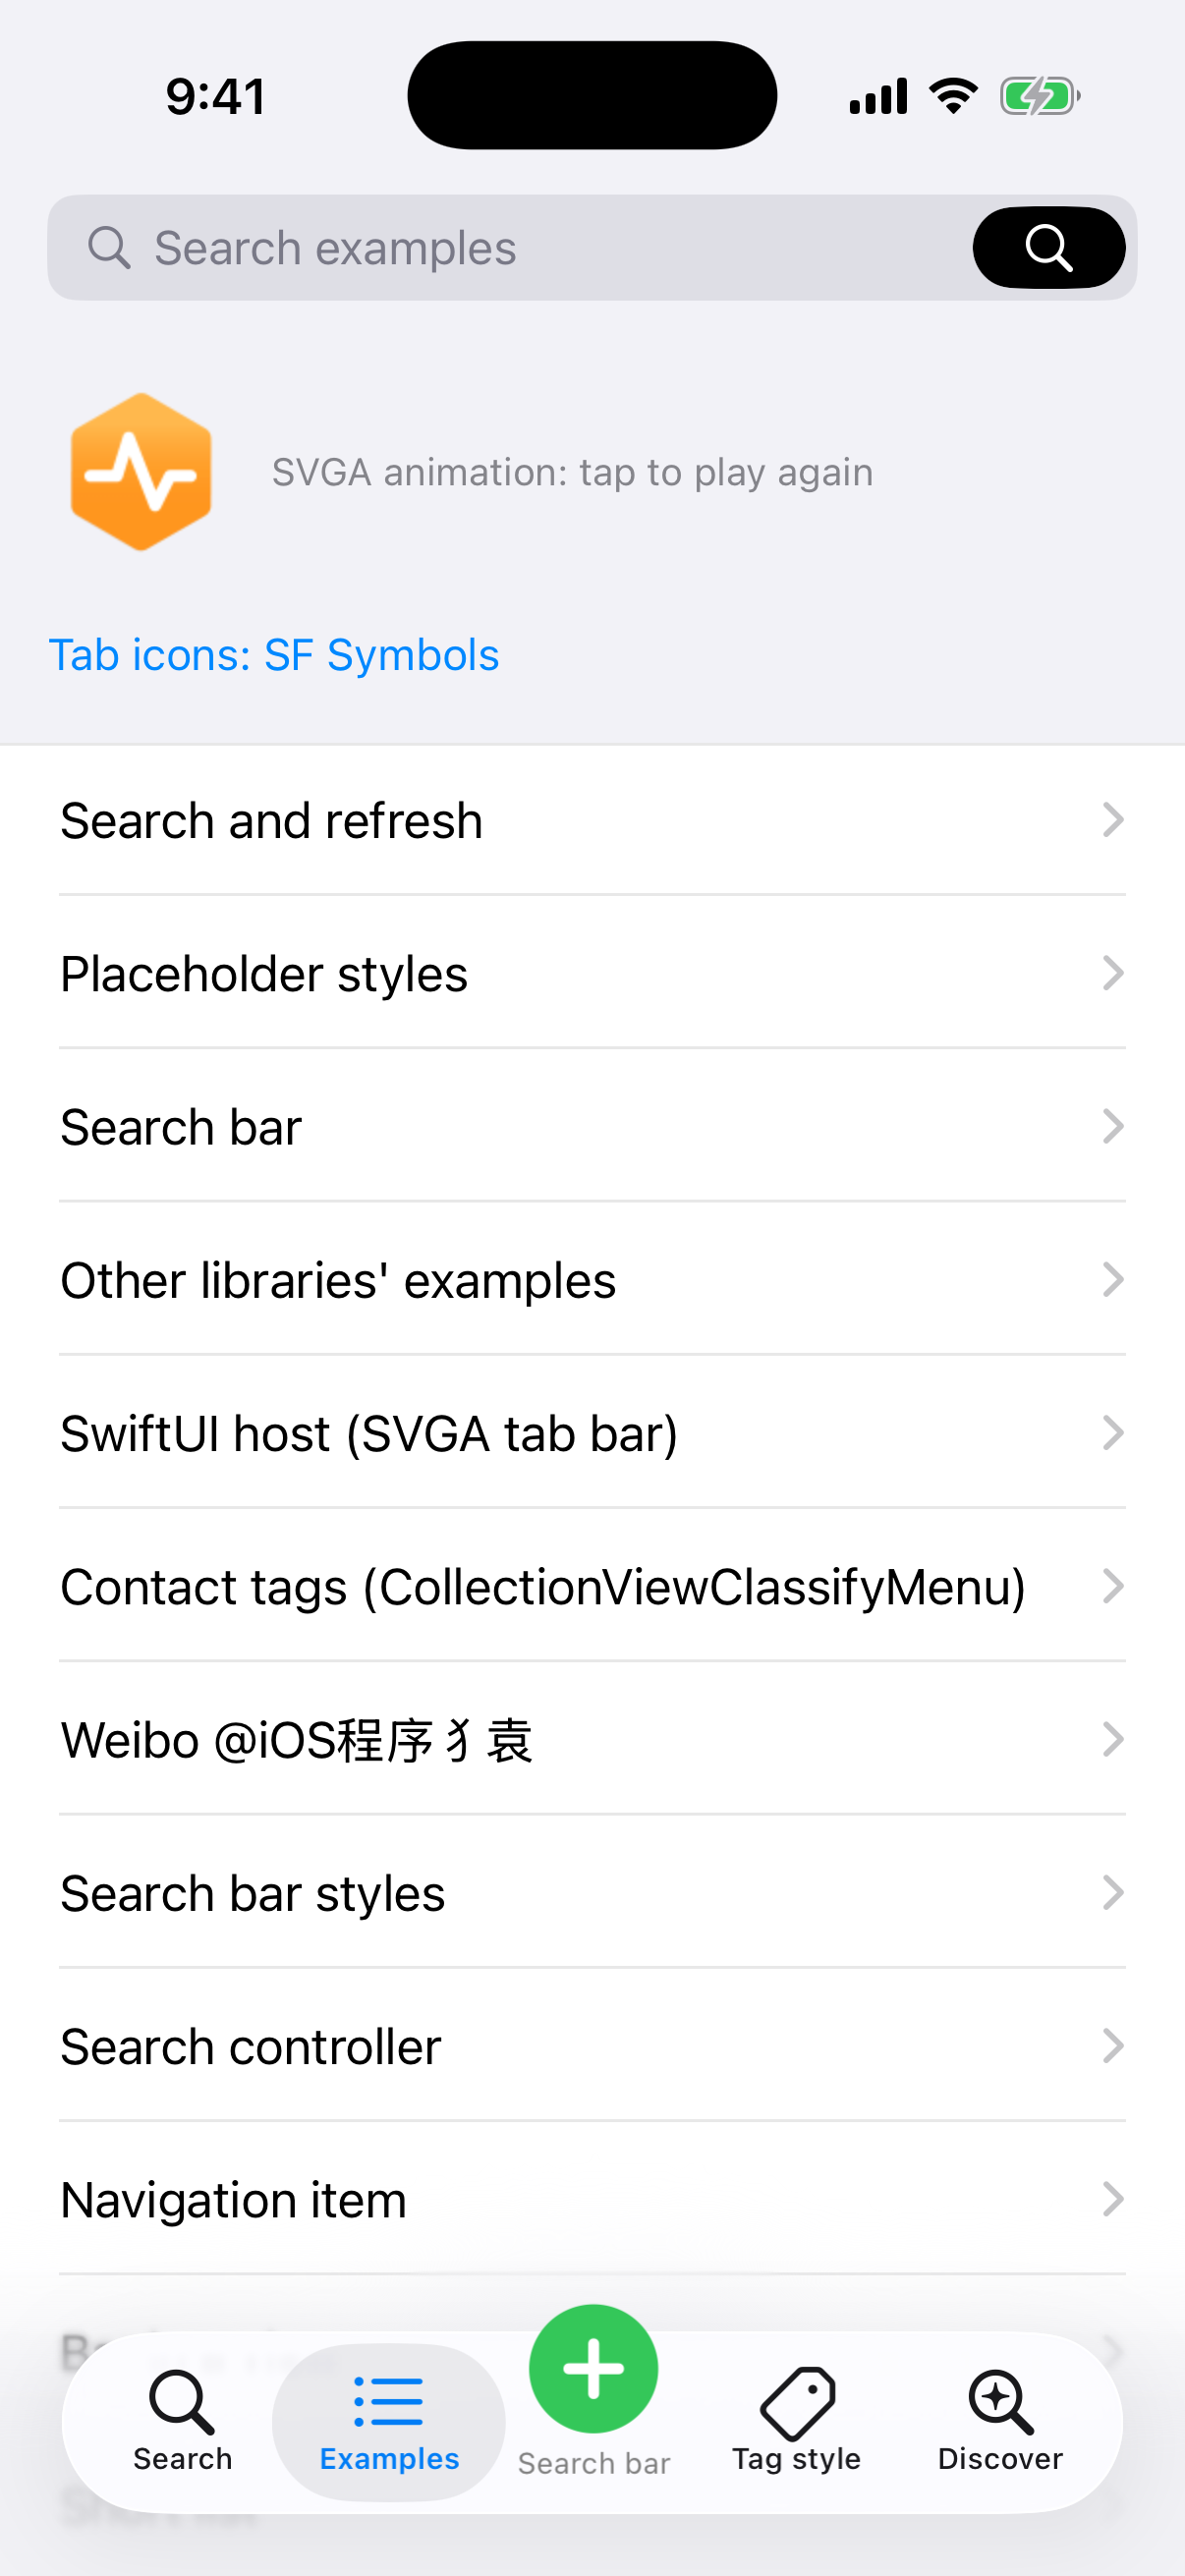 9:41
Search examples
SVGA animation: tap to play again
Tab icons: SF Symbols
Search and refresh
Placeholder styles
Search bar
Other libraries' examples
SwiftUI host (SVGA tab bar)
Contact tags (CollectionViewClassifyMenu)
Weibo @iOS程序犭袁
Search bar styles
Search controller
Navigation item
Search
Examples
Search bar
Tag style
Discover